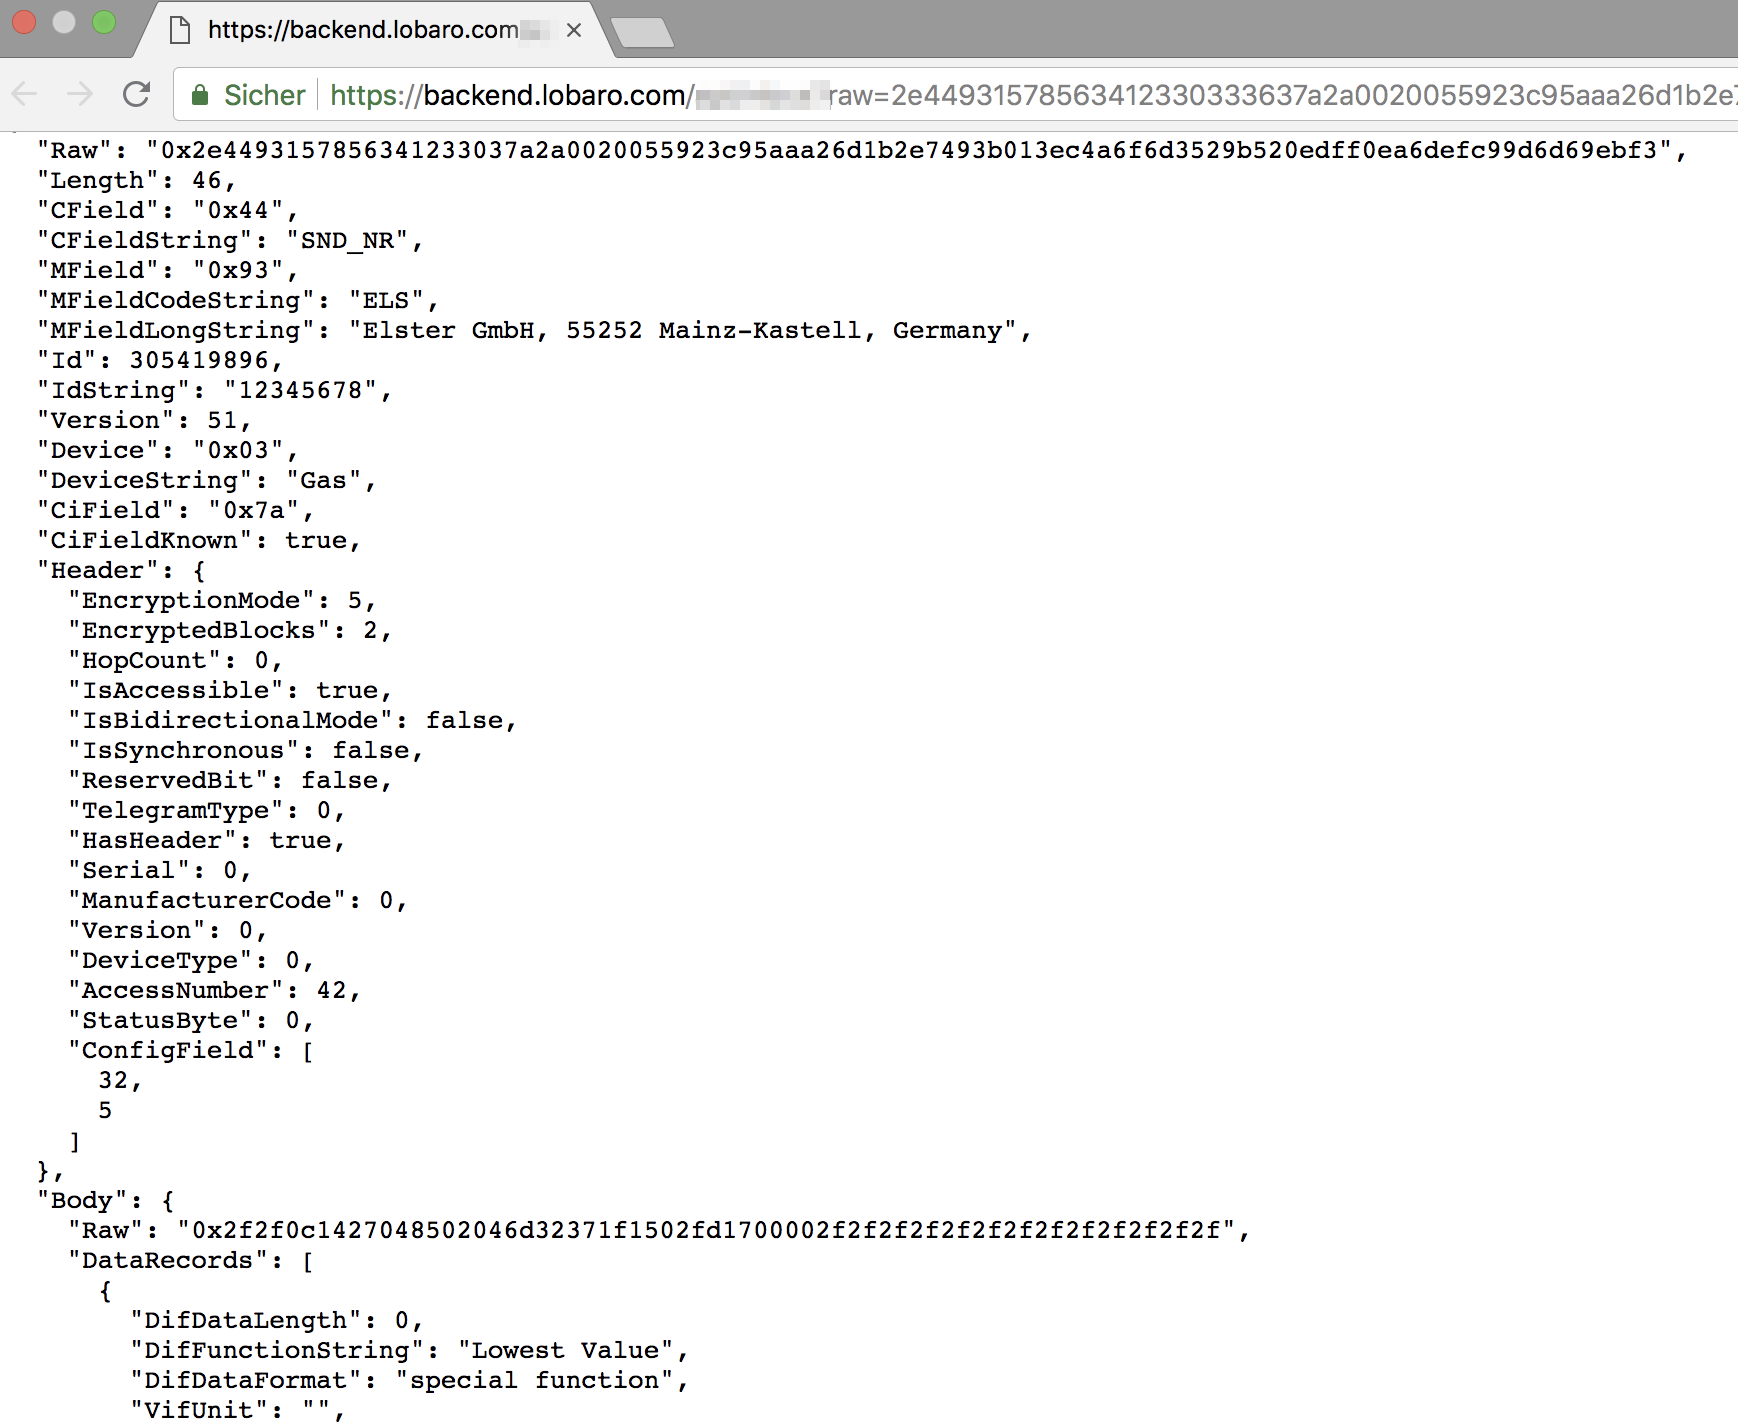 https://backend.lobaro.com
Sicher https://backend.lobaro.com/ raw=2e44931578563412330333637a2a0020055923c95aaa26d1b2e7
"Raw": "0x2e4493157856341233037a2a0020055923c95aaa26d1b2e7493b013ec4a6f6d3529b520edff0ea6defc99d6d69ebf3",
"Length": 46,
"CField": "0x44",
"CFieldString": "SND_NR",
"MField": "0x93",
"MFieldCodeString": "ELS",
"MFieldLongString": "Elster GmbH, 55252 Mainz-Kastell, Germany",
"Id": 305419896,
"IdString": "12345678",
"Version": 51,
"Device": "0x03",
"DeviceString": "Gas",
"CiField": "0x7a",
"CiFieldKnown": true,
"Header": {
"EncryptionMode": 5,
"EncryptedBlocks": 2,
"HopCount": 0,
"IsAccessible": true,
"IsBidirectionalMode": false,
"IsSynchronous": false,
"ReservedBit": false,
"TelegramType": 0,
"HasHeader": true,
"Serial": 0,
"ManufacturerCode": 0,
"Version": 0,
"DeviceType": 0,
"AccessNumber": 42,
"StatusByte": 0,
"ConfigField": [
32,
5
]
},
"Body": {
"Raw": "0x2f2f0c1427048502046d32371f1502fd1700002f2f2f2f2f2f2f2f2f2f2f2f2f",
"DataRecords": [
{
"DifDataLength": 0,
"DifFunctionString": "Lowest Value",
"DifDataFormat": "special function",
"VifUnit": "",